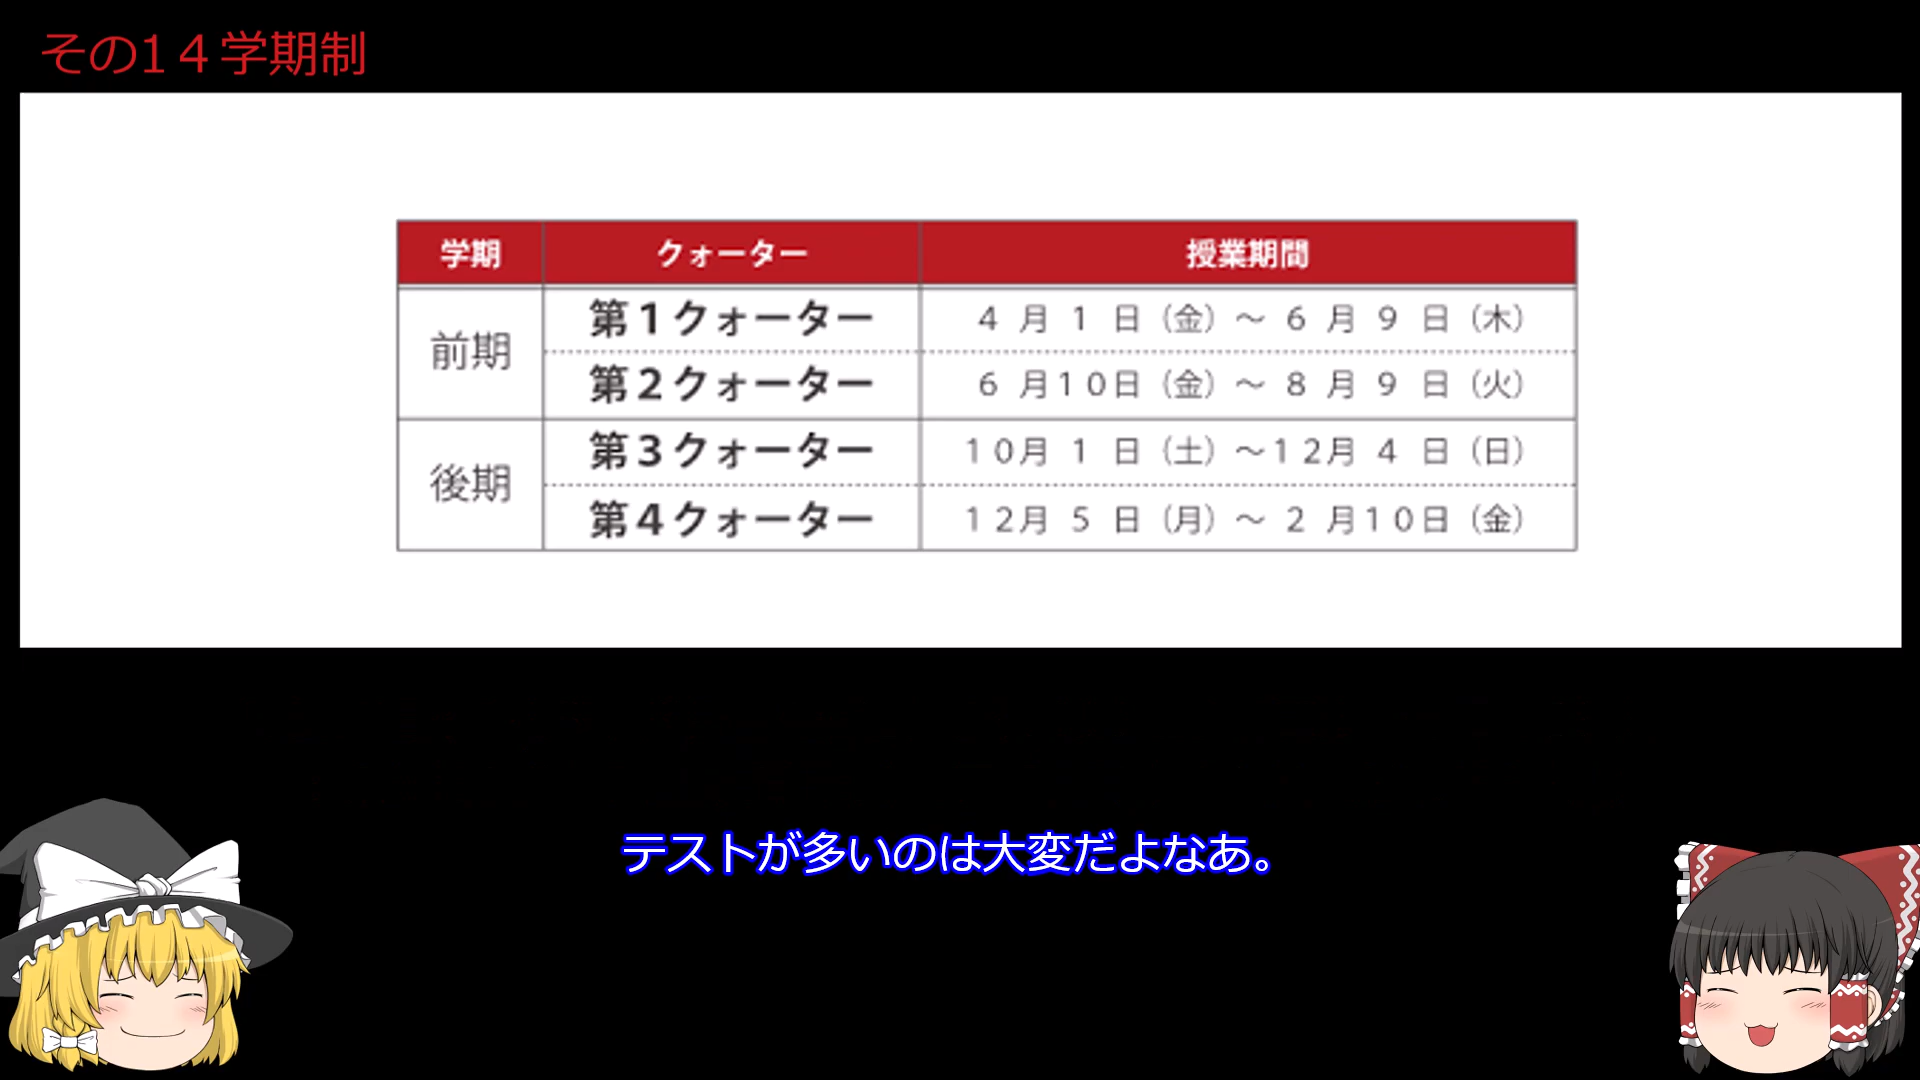 その1４学期制
学期 クォーター 授業期間
前期
第1クォーター 4月1日（金）～6月9日（木）
第2クォーター 6月10日（金）～8月9日（火）
後期
第3クォーター 10月1日（土）～12月4日（日）
第4クォーター 12月5日（月）～2月10日（金）
テストが多いのは大変だよなあ。